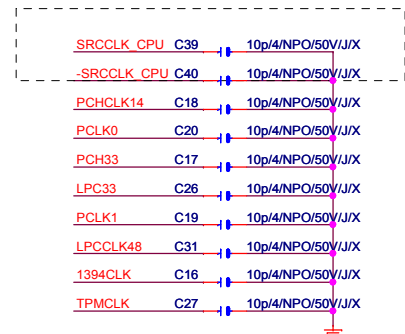 SRCCLK_CPU C39 10p/4/NPO/50V/J/X
-SRCCLK_CPU C40 10p/4/NPO/50V/J/X
PCHCLK14 C18 10p/4/NPO/50V/J/X
PCLK0 C20 10p/4/NPO/50V/J/X
PCH33 C17 10p/4/NPO/50V/J/X
LPC33 C26 10p/4/NPO/50V/J/X
PCLK1 C19 10p/4/NPO/50V/J/X
LPCCLK48 C31 10p/4/NPO/50V/J/X
1394CLK C16 10p/4/NPO/50V/J/X
TPMCLK C27 10p/4/NPO/50V/J/X